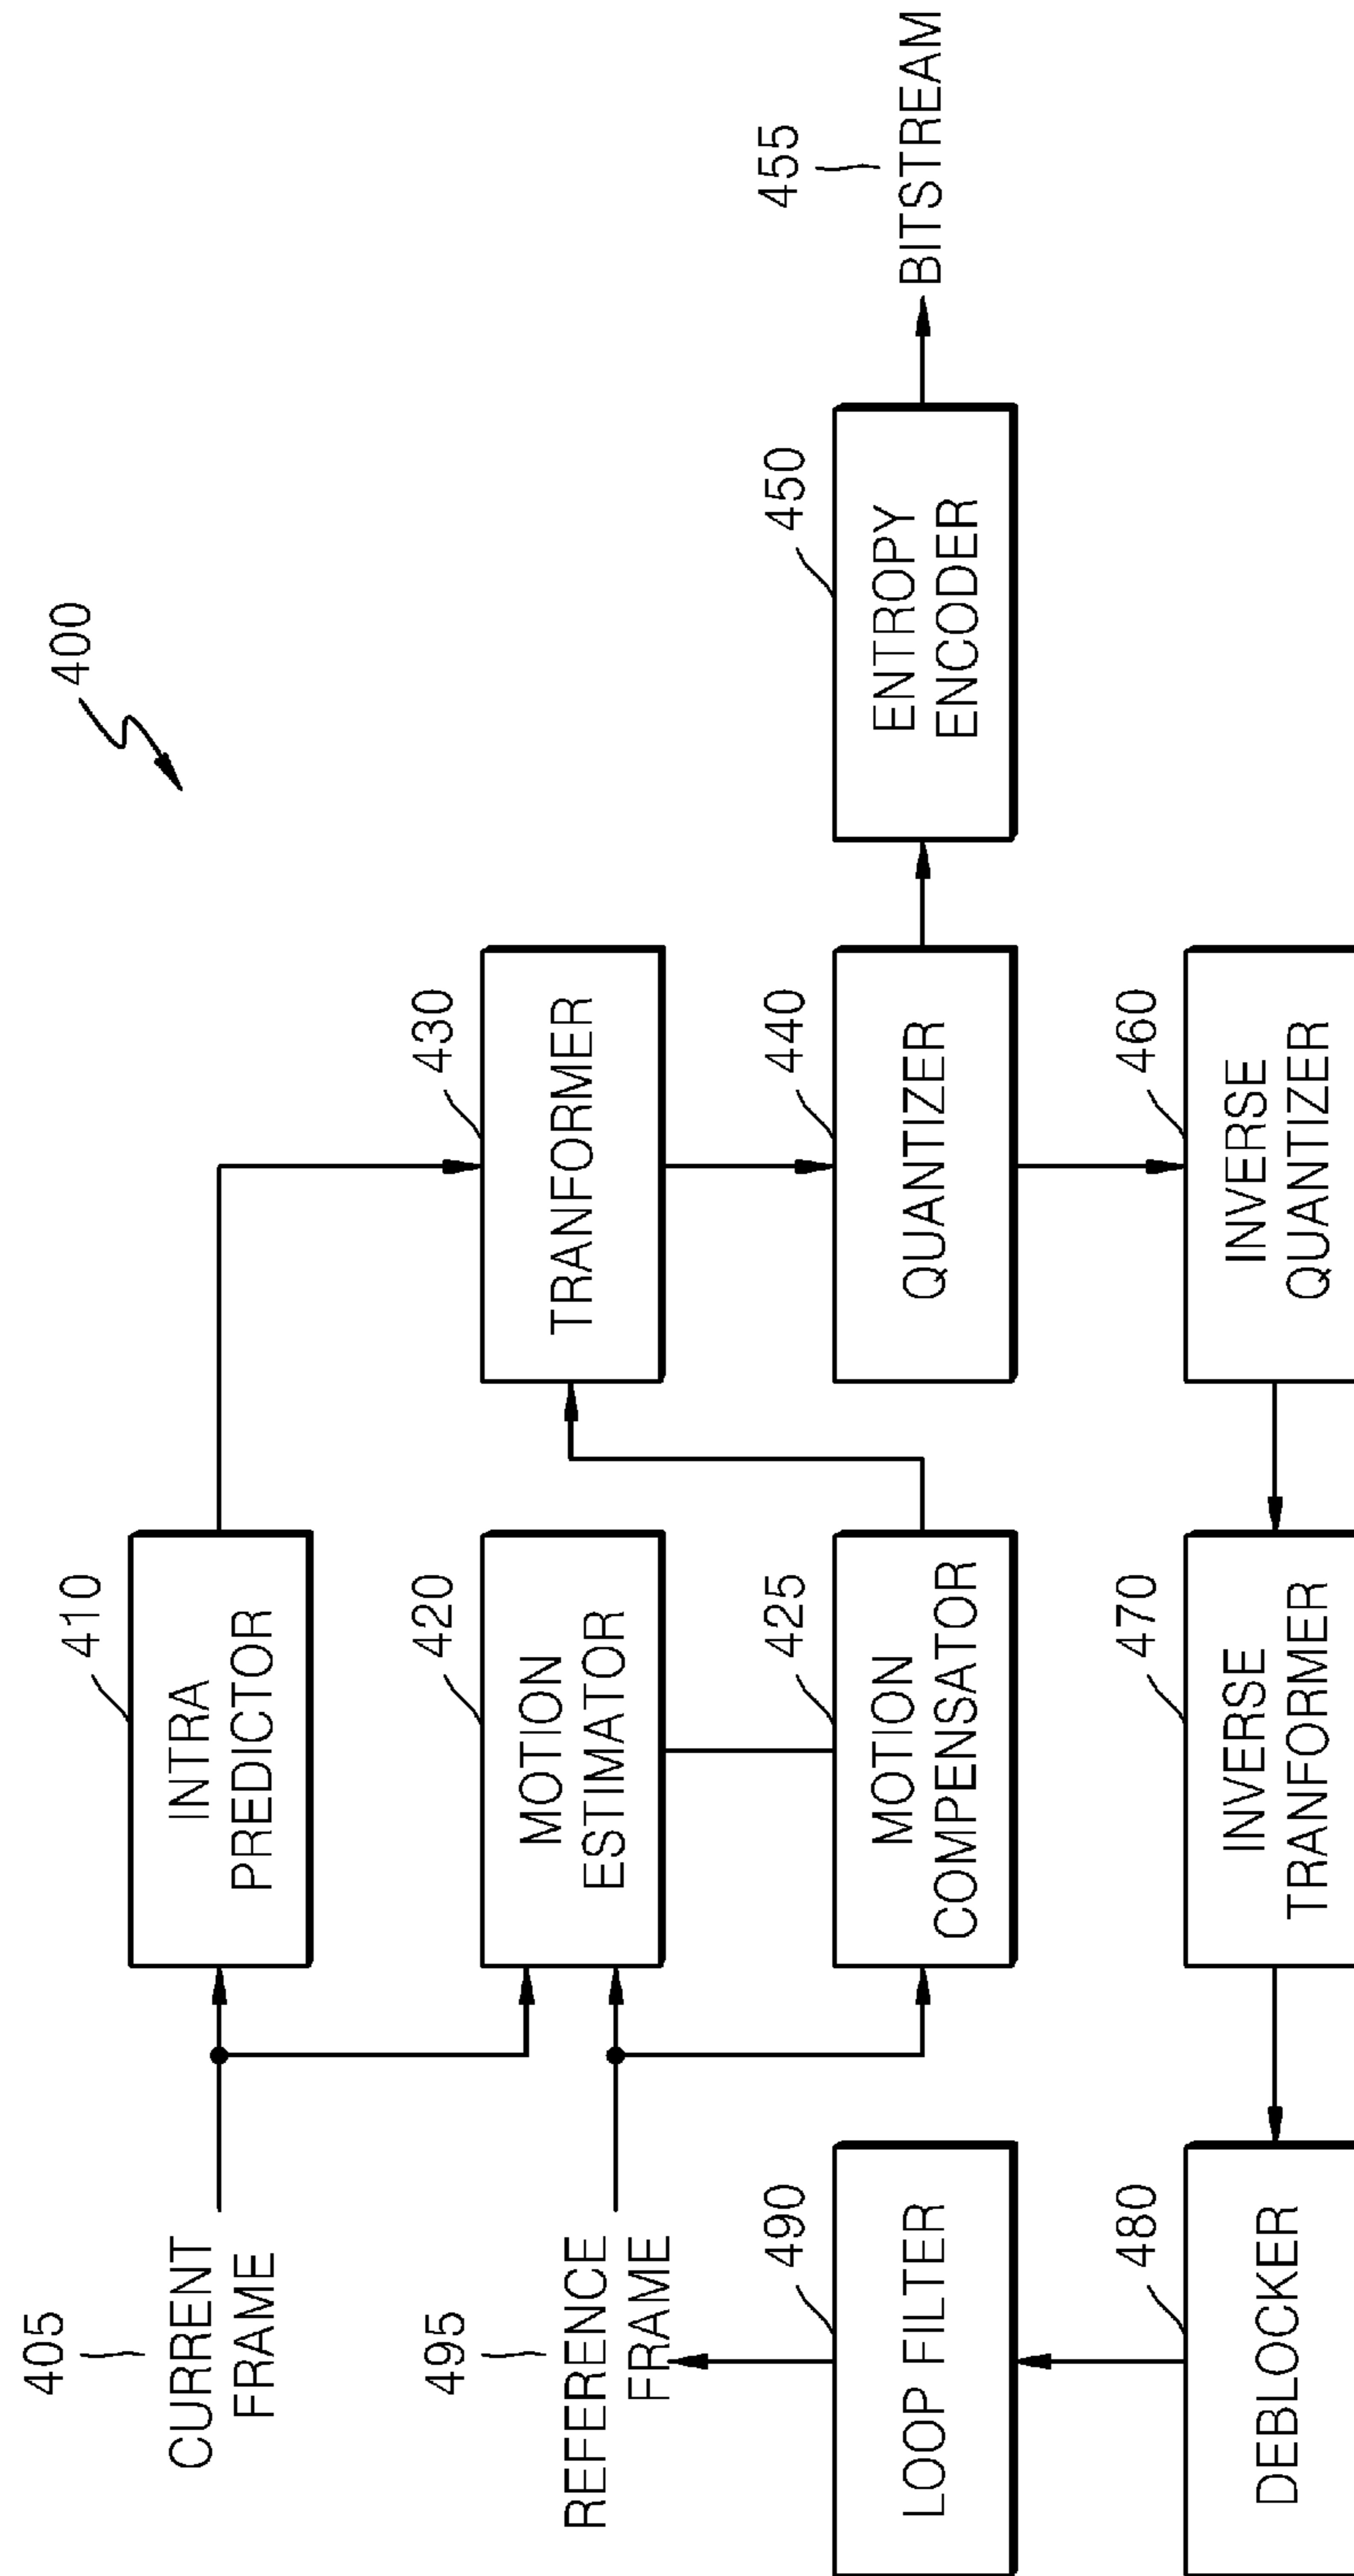 400
405
CURRENT
FRAME
410
INTRA
PREDICTOR
495
REFERENCE
FRAME
420
MOTION
ESTIMATOR
430
TRANFORMER
490
LOOP FILTER
425
MOTION
COMPENSATOR
440
QUANTIZER
450
ENTROPY
ENCODER
455
BITSTREAM
480
DEBLOCKER
470
INVERSE
TRANFORMER
460
INVERSE
QUANTIZER